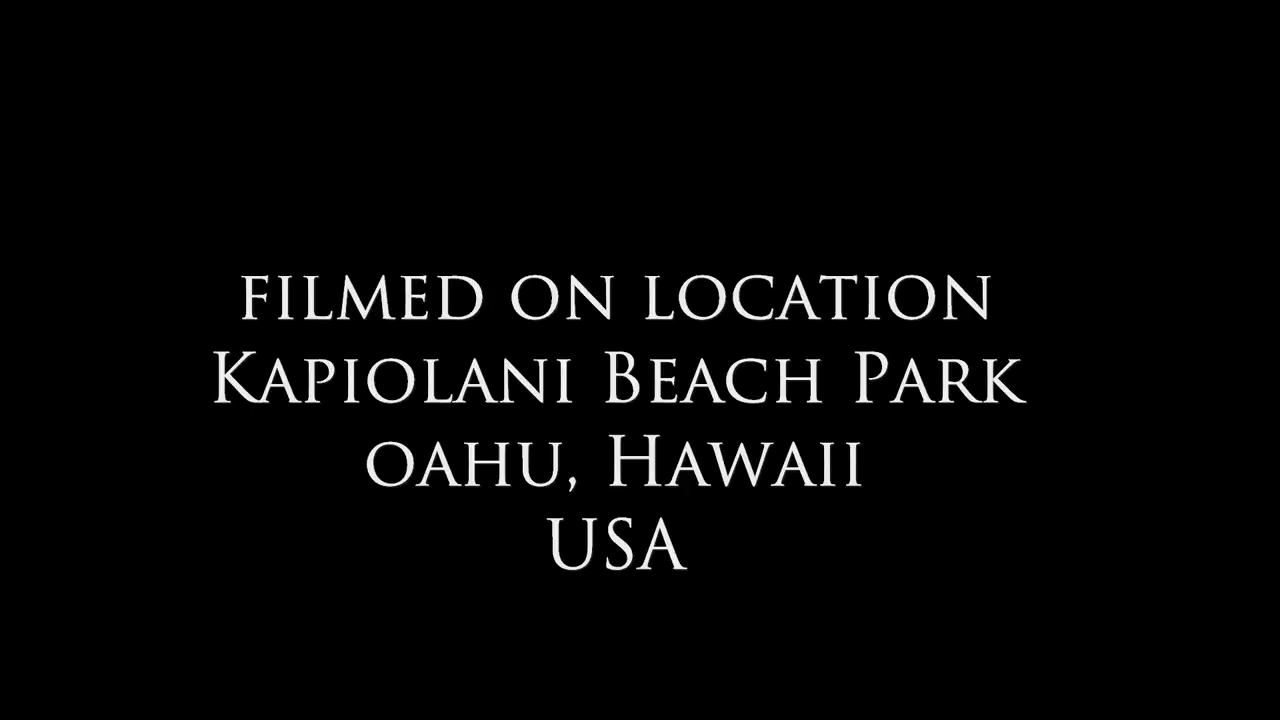 FILMED ON LOCATION
KAPIOLANI BEACH PARK
OAHU, HAWAII
USA